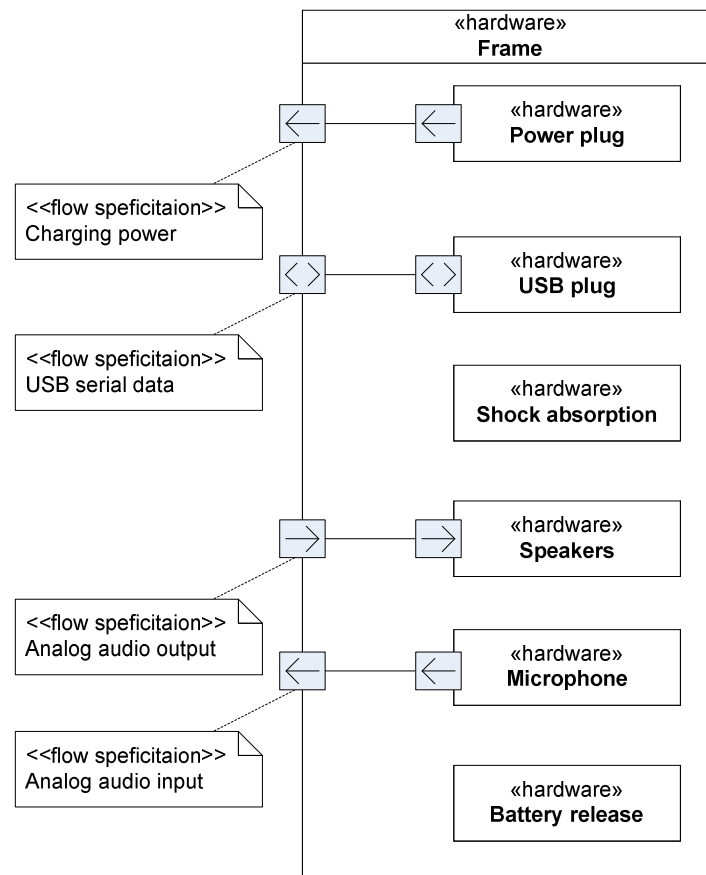 «hardware»
Frame
«hardware»
Power plug
<<flow speficitaion>>
Charging power
«hardware»
USB plug
<<flow speficitaion>>
USB serial data
«hardware»
Shock absorption
«hardware»
Speakers
<<flow speficitaion>>
Analog audio output
«hardware»
Microphone
<<flow speficitaion>>
Analog audio input
«hardware»
Battery release